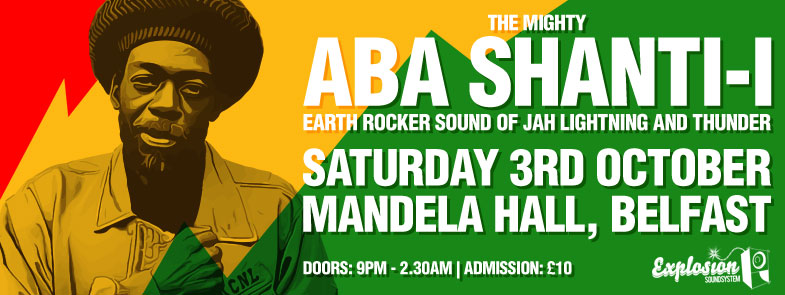 THE MIGHTY
ABA SHANTI-I
EARTH ROCKER SOUND OF JAH LIGHTNING AND THUNDER
SATURDAY 3RD OCTOBER
MANDELA HALL, BELFAST
DOORS: 9PM - 2.30AM | ADMISSION: £10
Explosion
SOUNDSYSTEM
CNL